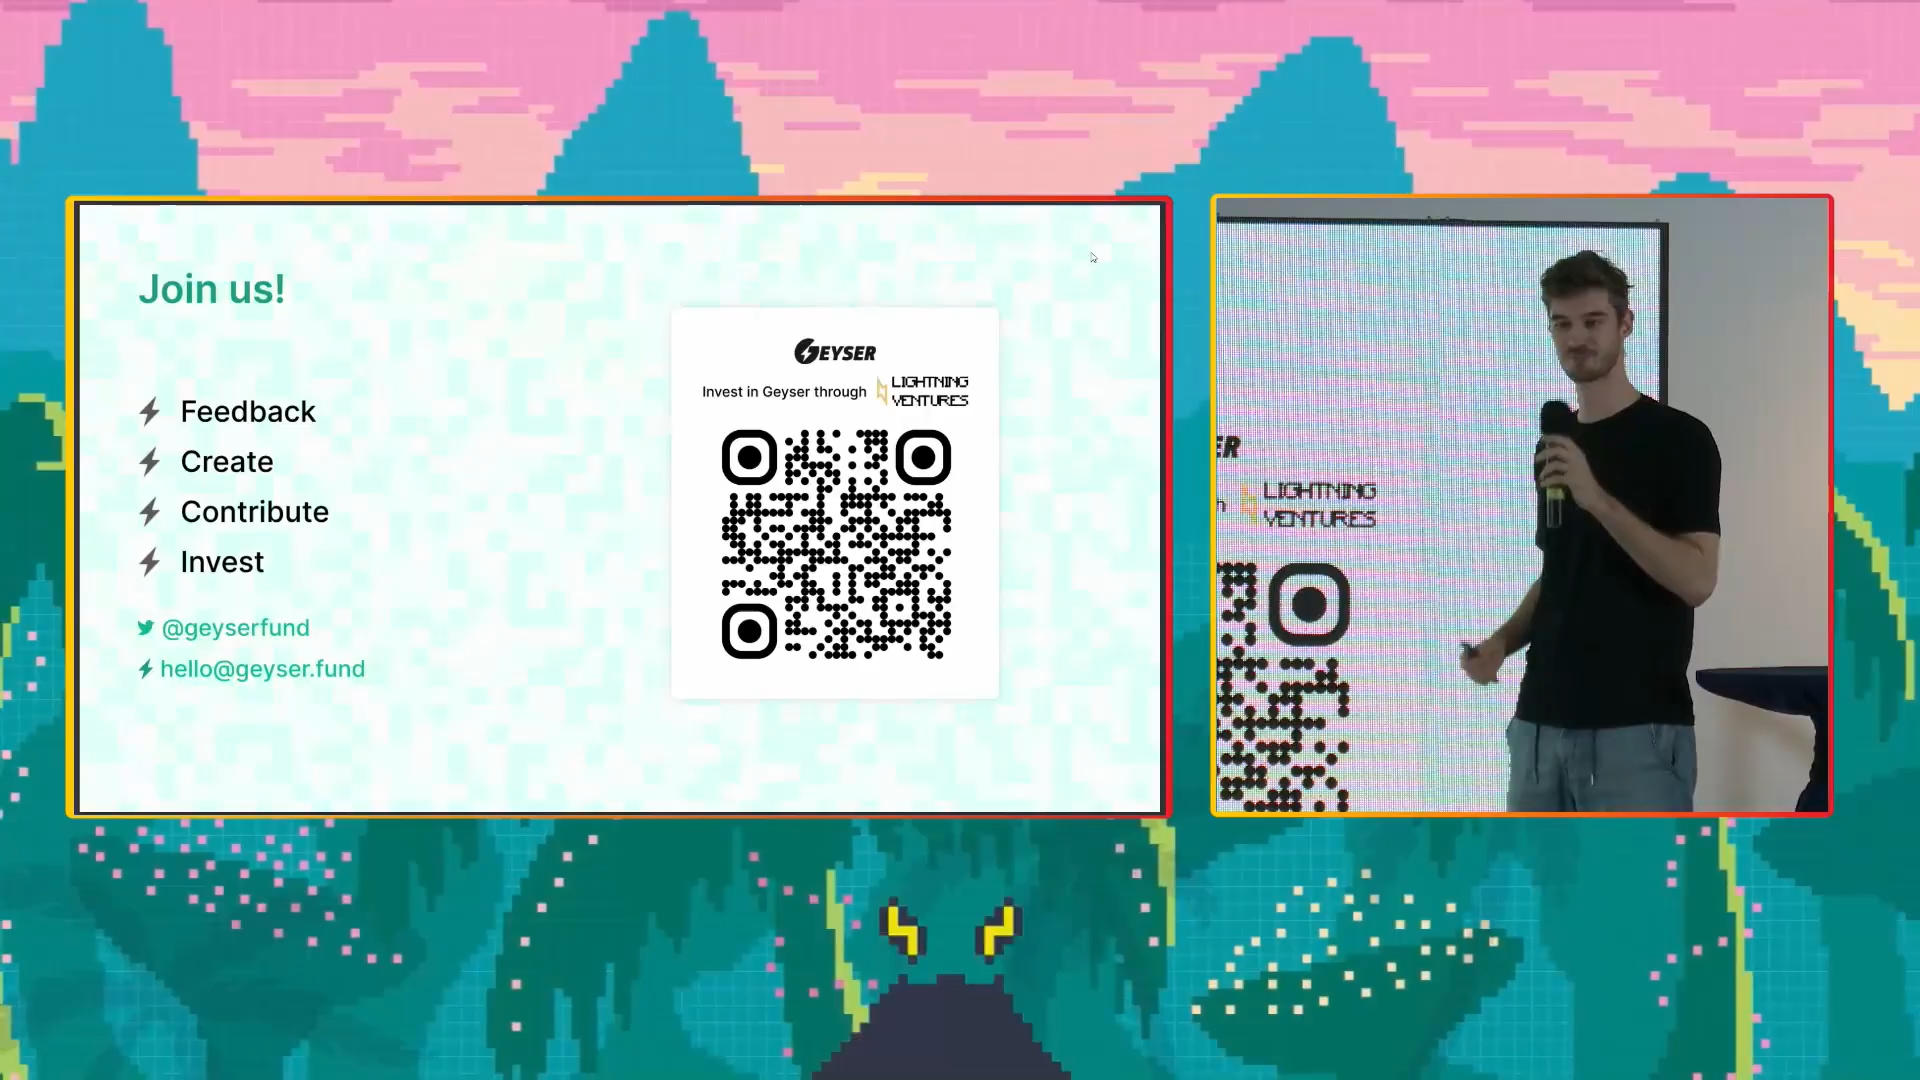 Join us!
Feedback
Create
Contribute
Invest
@geyserfund
hello@geyser.fund
GEYSER
Invest in Geyser through
LIGHTNING
VENTURES
ER
h
LIGHTNING
VENTURES